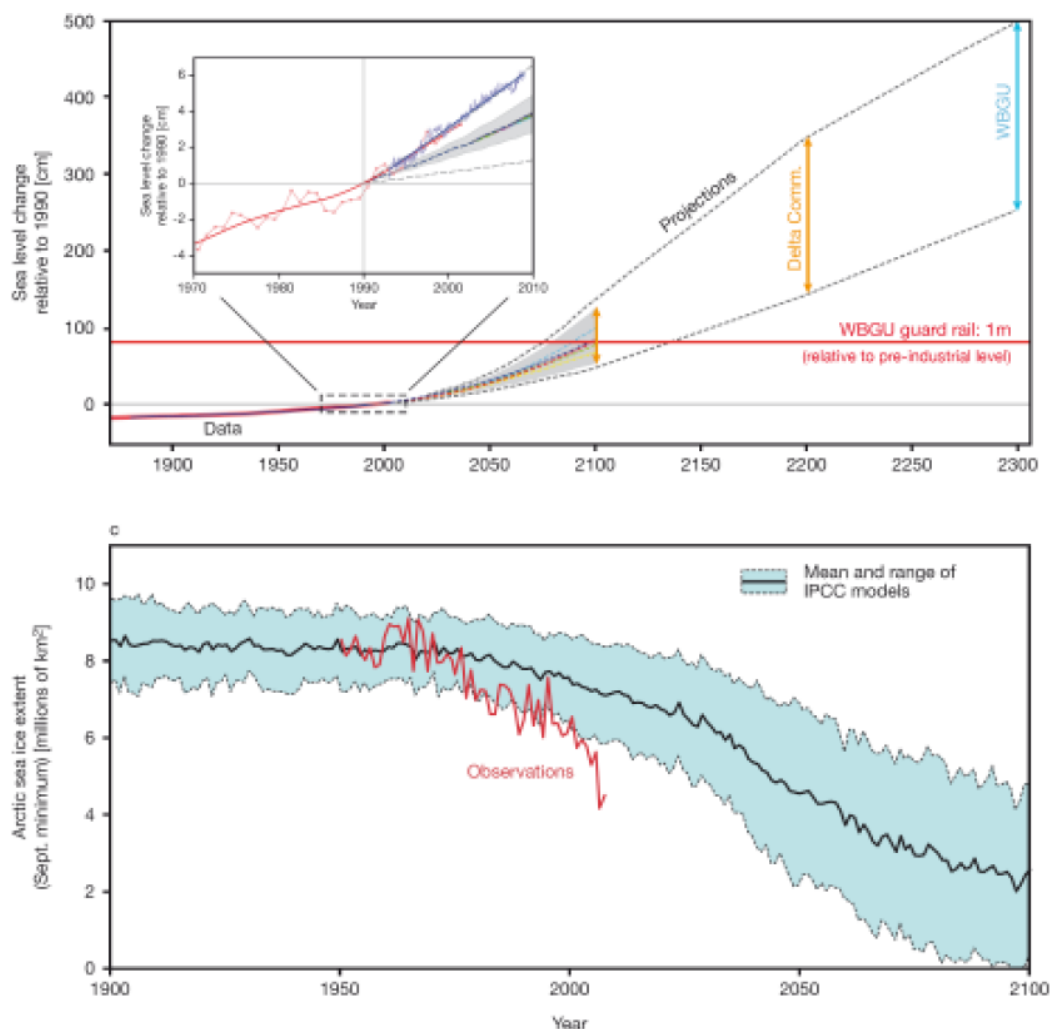 500
400
300
200
100
0
Sea level change
relative to 1990 [cm]
6
4
2
0
-2
-4
Sea level change
relative to 1990 [cm]
1970
1980
1990
2000
2010
Year
Projections
Delta Comm.
WBGU
WBGU guard rail: 1m
(relative to pre-industrial level)
Data
1900
1950
2000
2050
2100
2150
2200
2250
2300
c
10
8
6
4
2
0
Arctic sea ice extent
(Sept. minimum) [millions of km²]
Mean and range of
IPCC models
Observations
1900
1950
2000
2050
2100
Year